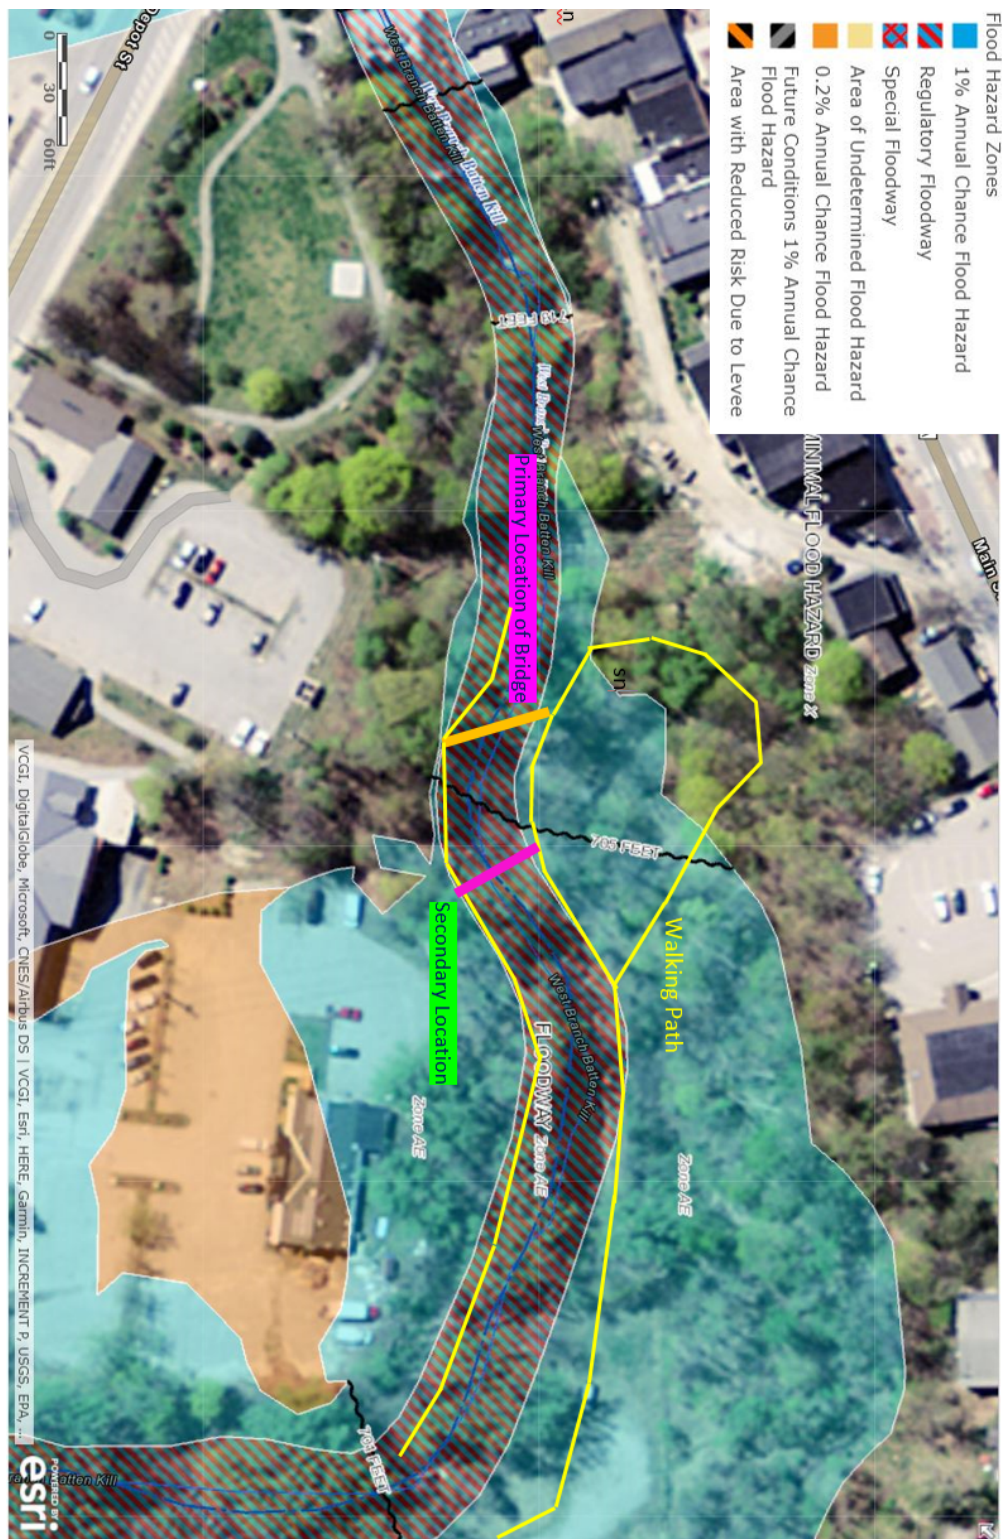 Flood Hazard Zones
1% Annual Chance Flood Hazard
Regulatory Floodway
Special Floodway
Area of Undetermined Flood Hazard
0.2% Annual Chance Flood Hazard
Future Conditions 1% Annual Chance
Flood Hazard
Area with Reduced Risk Due to Levee
Main
MINIMAL FLOOD HAZARD Zone X
n
West Branch Batten Kill
West Branch Batten Kill
713 FEET
West Branch Batten Kill
Primary Location of Bridge
sn
703 FEET
Walking Path
Zone AE
West Branch Batten Kill
FLOODWAY Zone AE
Secondary Location
Zone AE
701 FEET
Batten Kill
Depot St
0 30 60ft
VCGI, DigitalGlobe, Microsoft, CNES/Airbus DS | VCGI, Esri, HERE, Garmin, INCREMENT P, USGS, EPA, ...
POWERED BY
esri